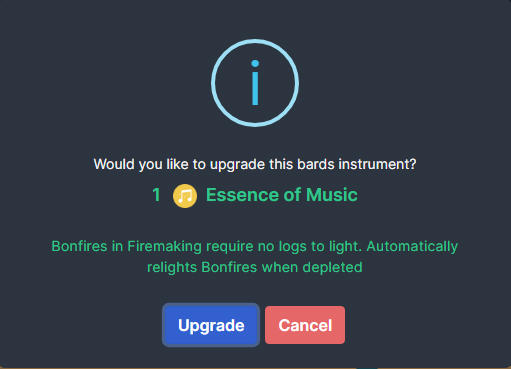 Would you like to upgrade this bards instrument?
1 Essence of Music
Bonfires in Firemaking require no logs to light. Automatically
relights Bonfires when depleted
Upgrade Cancel